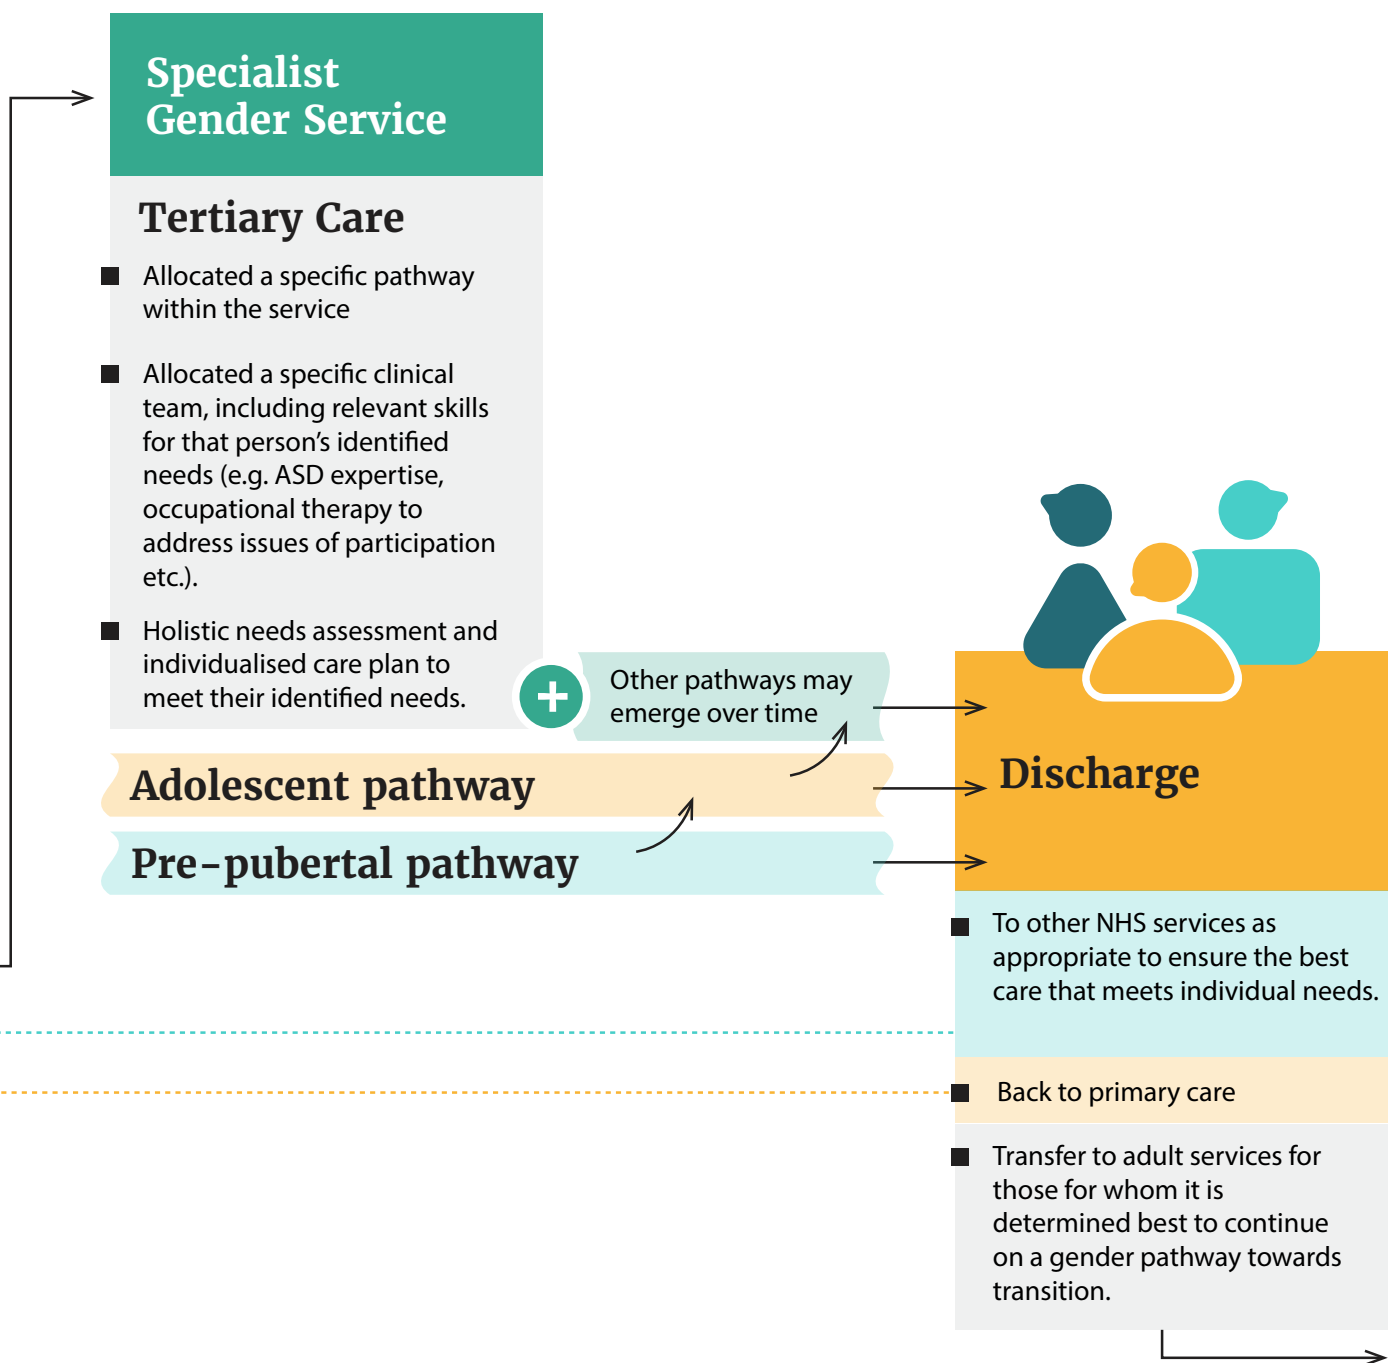 Specialist
Gender Service
Tertiary Care
Allocated a specific pathway
within the service
Allocated a specific clinical
team, including relevant skills
for that person’s identified
needs (e.g. ASD expertise,
occupational therapy to
address issues of participation
etc.).
Holistic needs assessment and
individualised care plan to
meet their identified needs.
Other pathways may
emerge over time
Adolescent pathway
Pre-pubertal pathway
Discharge
To other NHS services as
appropriate to ensure the best
care that meets individual needs.
Back to primary care
Transfer to adult services for
those for whom it is
determined best to continue
on a gender pathway towards
transition.